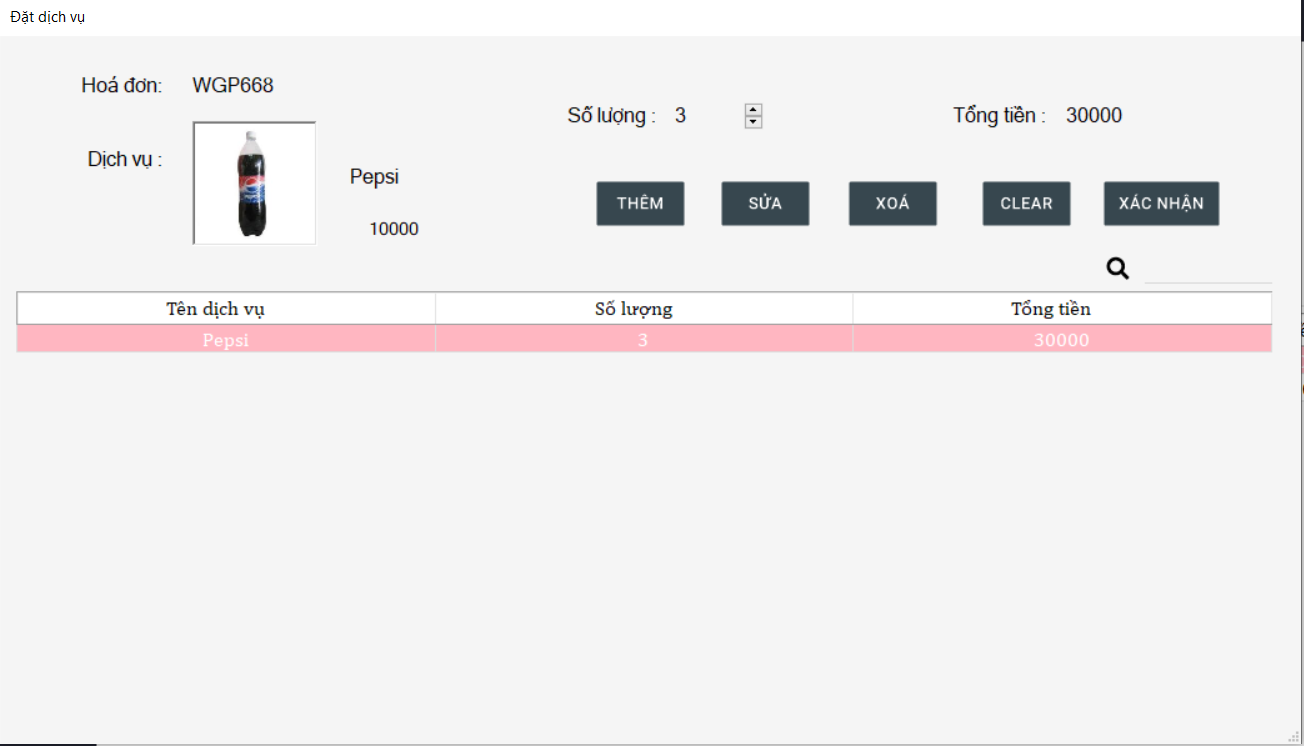 Đặt dịch vụ
Hoá đơn: WGP668
Số lượng : 3
Tổng tiền : 30000
Dịch vụ :
Pepsi
10000
THÊM SỬA XOÁ CLEAR XÁC NHẬN
Tên dịch vụ Số lượng Tổng tiền
Pepsi 3 30000